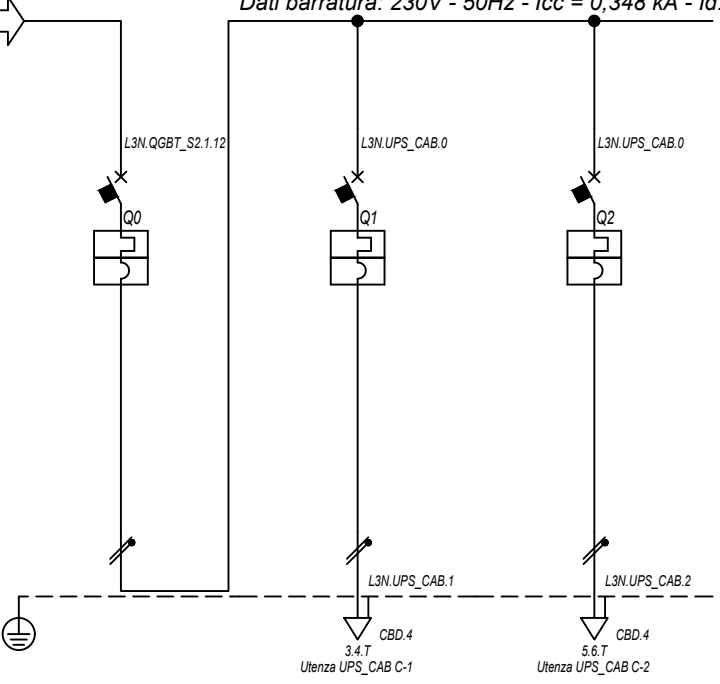 Dati barratura: 230V - 50Hz - Icc = 0,348 kA -
L3N.QGBT_S2.1.12
L3N.UPS_CAB.0
L3N.UPS_CAB.0
Q0
Q1
Q2
L3N.UPS_CAB.1
L3N.UPS_CAB.2
CBD.4
CBD.4
3.4.T
5.6.T
Utenza UPS_CAB C-1
Utenza UPS_CAB C-2